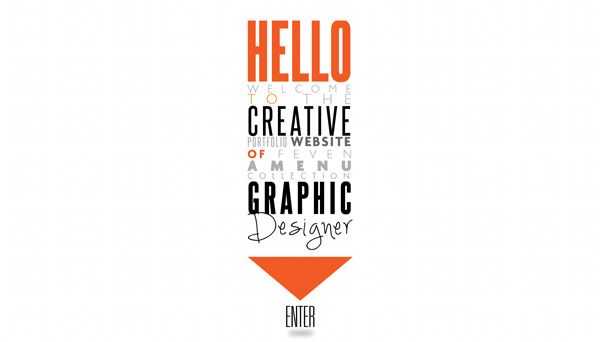 HELLO
WELCOME
TO THE
CREATIVE
PORTFOLIO WEBSITE
OF FEVEN
AMENU
COLLECTION
GRAPHIC
Designer
ENTER